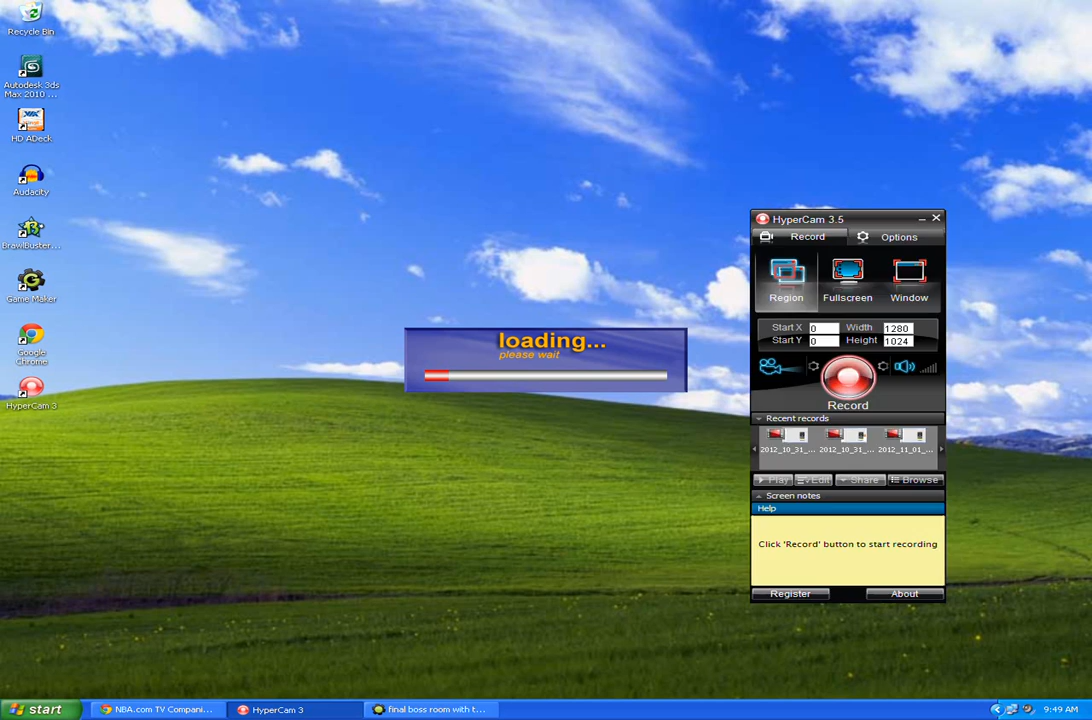 Recycle Bin
Autodesk 3ds
Max 2010 ...
HD ADeck
Audacity
BrawlBuster...
Game Maker
Google
Chrome
HyperCam 3
loading...
please wait
HyperCam 3.5
Record
Options
Region
Fullscreen
Window
Start X 0 Width 1280
Start Y 0 Height 1024
Record
Recent records
2012_10_31_... 2012_10_31_... 2012_11_01_...
Play Edit Share Browse
Screen notes
Help
Click 'Record' button to start recording
Register About
start
NBA.com TV Compani...
HyperCam 3
final boss room with t...
9:49 AM